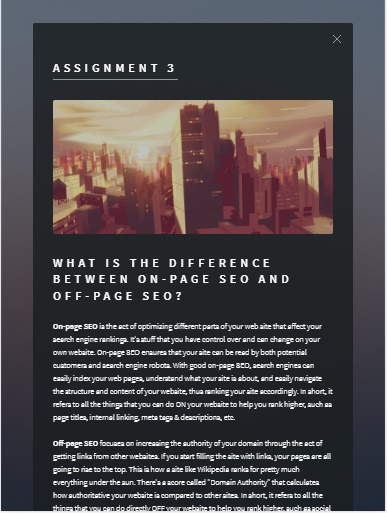 ASSIGNMENT 3
WHAT IS THE DIFFERENCE
BETWEEN ON-PAGE SEO AND
OFF-PAGE SEO?
On-page SEO is the act of optimizing different parts of your web site that affect your
search engine rankings. It's stuff that you have control over and can change on your
own website. On-page SEO ensures that your site can be read by both potential
customers and search engine robots. With good on-page SEO, search engines can
easily index your web pages, understand what your site is about, and easily navigate
the structure and content of your website, thus ranking your site accordingly. In short, it
refers to all the things that you can do ON your website to help you rank higher, such as
page titles, internal linking, meta tags & descriptions, etc.
Off-page SEO focuses on increasing the authority of your domain through the act of
getting links from other websites. If you start filling the site with links, your pages are all
going to rise to the top. This is how a site like Wikipedia ranks for pretty much
everything under the sun. There's a score called "Domain Authority" that calculates
how authoritative your website is compared to other sites. In short, it refers to all the
things that you can do directly OFF your website to help you rank higher, such as social